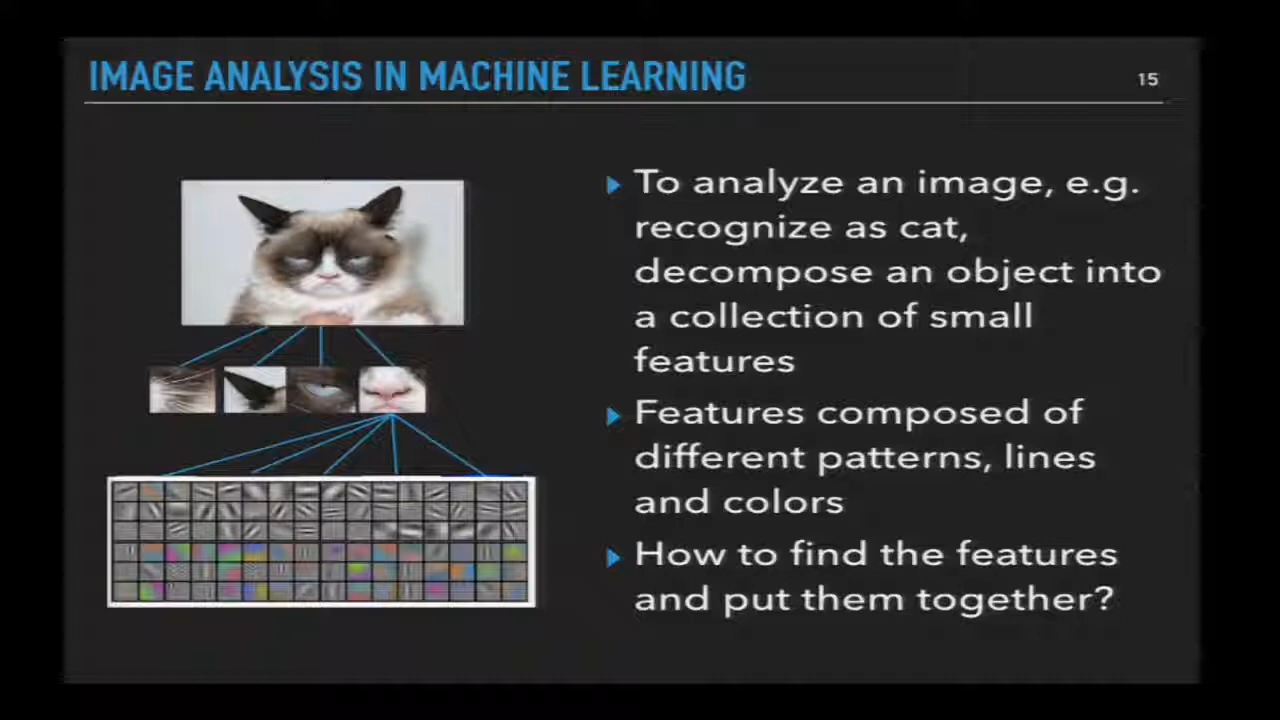 IMAGE ANALYSIS IN MACHINE LEARNING
15
To analyze an image, e.g.
recognize as cat,
decompose an object into
a collection of small
features
Features composed of
different patterns, lines
and colors
How to find the features
and put them together?